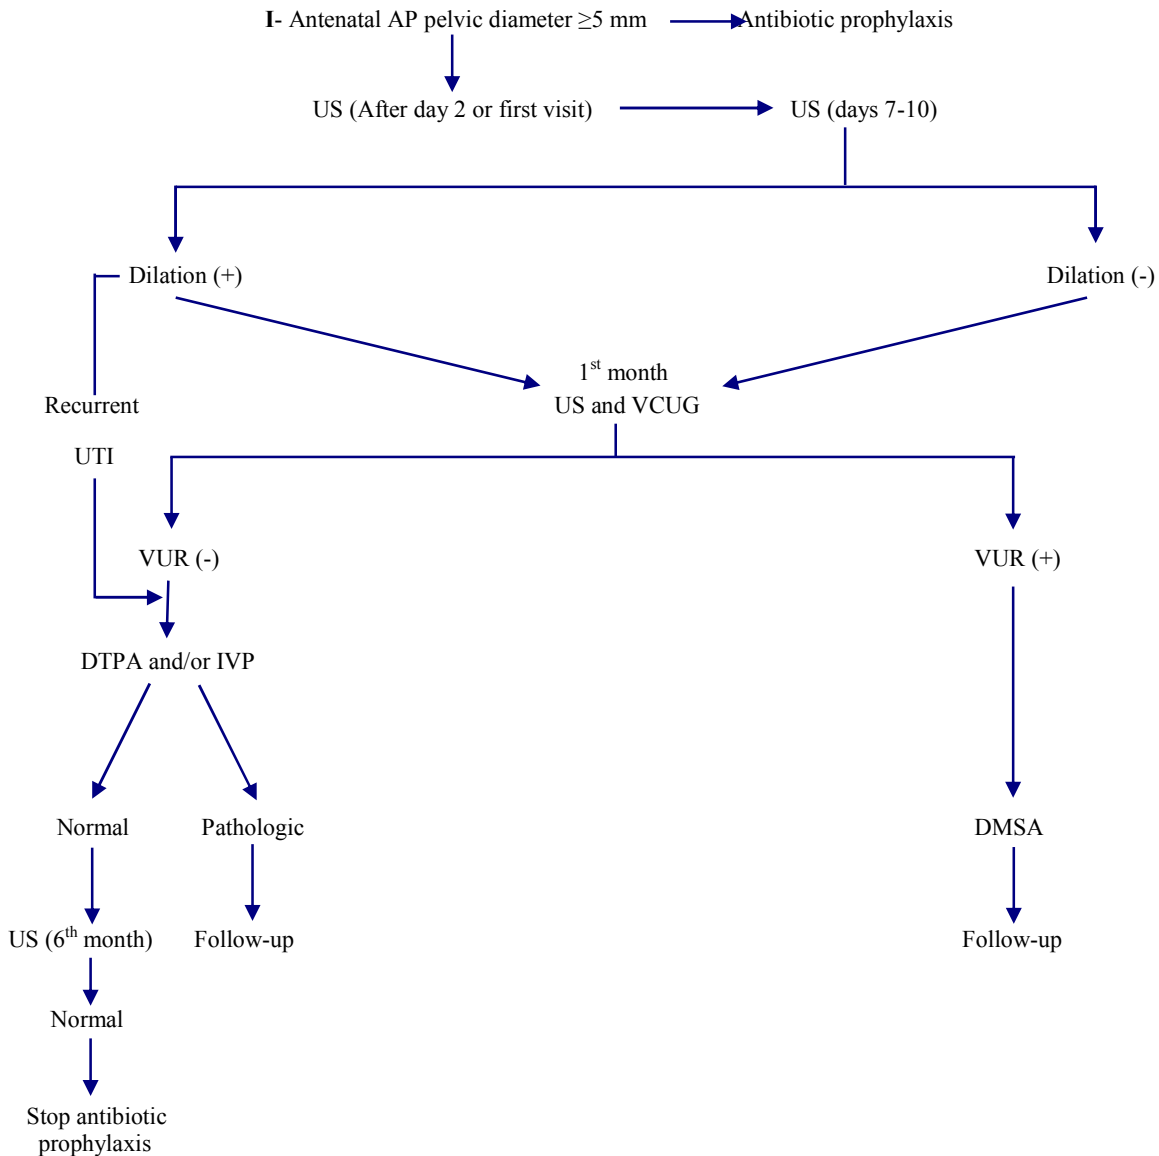 I- Antenatal AP pelvic diameter ≥5 mm Antibiotic prophylaxis
US (After day 2 or first visit) US (days 7-10)
Dilation (+) Dilation (-)
1st month
US and VCUG
Recurrent
UTI
VUR (-) VUR (+)
DTPA and/or IVP
Normal Pathologic DMSA
US (6th month) Follow-up Follow-up
Normal
Stop antibiotic
prophylaxis